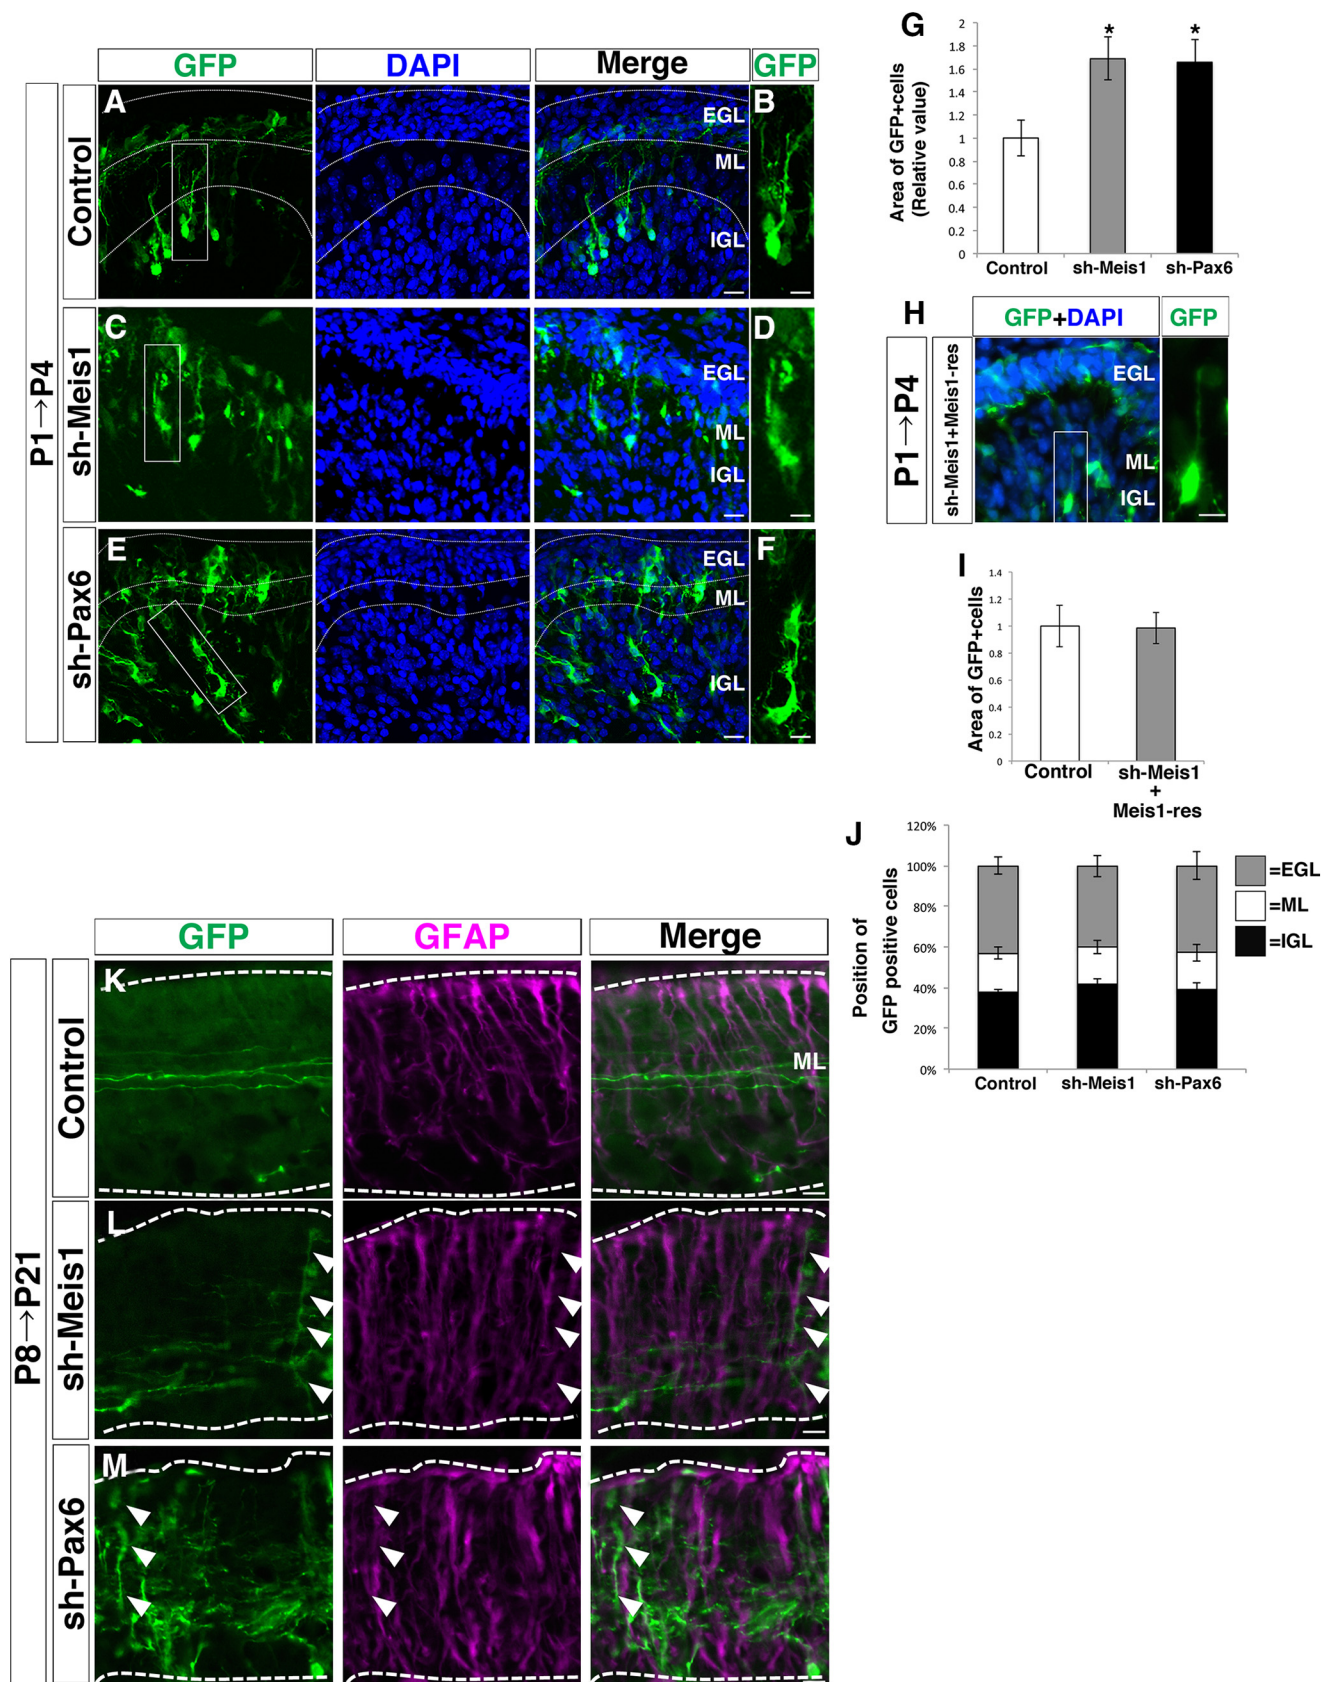 GFP DAPI Merge GFP
P1→P4
Control
A
B
EGL
ML
IGL
sh-Meis1
C
D
EGL
ML
IGL
sh-Pax6
E
F
EGL
ML
IGL
G
Area of GFP+cells
(Relative value)
2
1.8
1.6
1.4
1.2
1
0.8
0.6
0.4
0.2
0
* *
Control sh-Meis1 sh-Pax6
H
GFP+DAPI GFP
P1→P4
sh-Meis1+Meis1-res
EGL
ML
IGL
I
Area of GFP+cells
1.4
1.2
1
0.8
0.6
0.4
0.2
0
Control sh-Meis1
+
Meis1-res
J
Position of
GFP positive cells
120%
100%
80%
60%
40%
20%
0%
Control sh-Meis1 sh-Pax6
=EGL
=ML
=IGL
GFP GFAP Merge
P8→P21
Control
K
ML
sh-Meis1
L
sh-Pax6
M